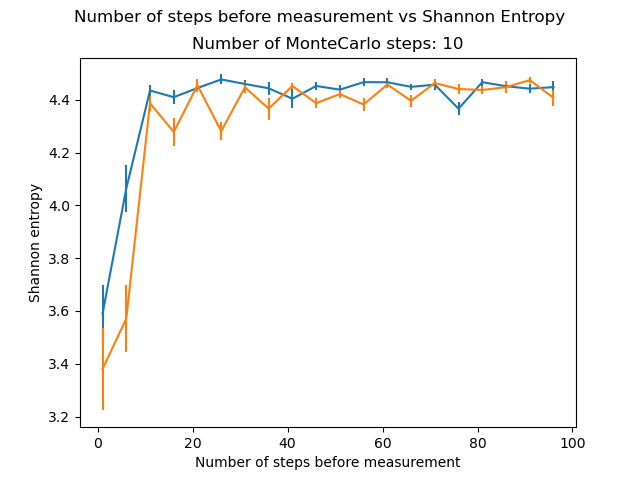 Number of steps before measurement vs Shannon Entropy
Number of MonteCarlo steps: 10
4.4
4.2
4.0
3.8
3.6
3.4
3.2
Shannon entropy
0 20 40 60 80 100
Number of steps before measurement